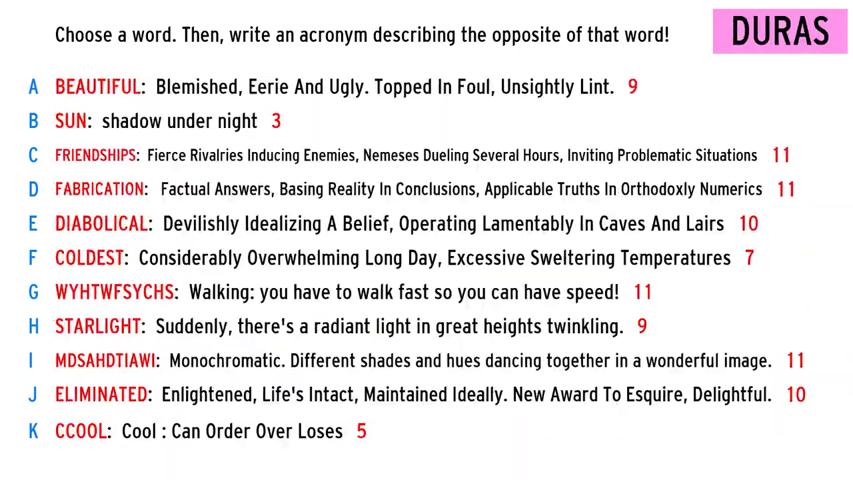 Choose a word. Then, write an acronym describing the opposite of that word!
DURAS
A BEAUTIFUL: Blemished, Eerie And Ugly. Topped In Foul, Unsightly Lint. 9
B SUN: shadow under night 3
C FRIENDSHIPS: Fierce Rivalries Inducing Enemies, Nemeses Dueling Several Hours, Inviting Problematic Situations 11
D FABRICATION: Factual Answers, Basing Reality In Conclusions, Applicable Truths In Orthodoxly Numerics 11
E DIABOLICAL: Devilishly Idealizing A Belief, Operating Lamentably In Caves And Lairs 10
F COLDEST: Considerably Overwhelming Long Day, Excessive Sweltering Temperatures 7
G WYHTWFSYCHS: Walking: you have to walk fast so you can have speed! 11
H STARLIGHT: Suddenly, there's a radiant light in great heights twinkling. 9
I MDSAHDTIAWI: Monochromatic. Different shades and hues dancing together in a wonderful image. 11
J ELIMINATED: Enlightened, Life's Intact, Maintained Ideally. New Award To Esquire, Delightful. 10
K CCOOL: Cool : Can Order Over Loses 5